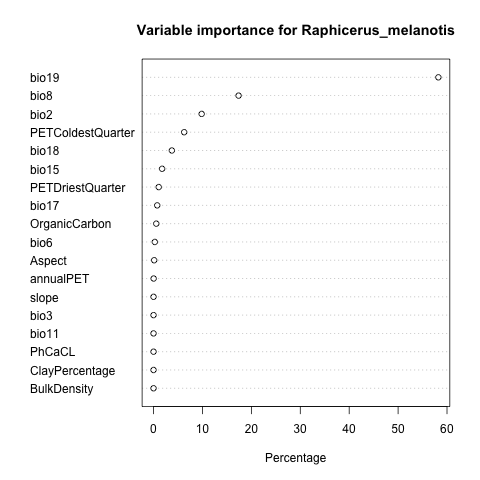 Variable importance for Raphicerus_melanotis
bio19
bio8
bio2
PETColdestQuarter
bio18
bio15
PETDriestQuarter
bio17
OrganicCarbon
bio6
Aspect
annualPET
slope
bio3
bio11
PhCaCL
ClayPercentage
BulkDensity
0 10 20 30 40 50 60
Percentage